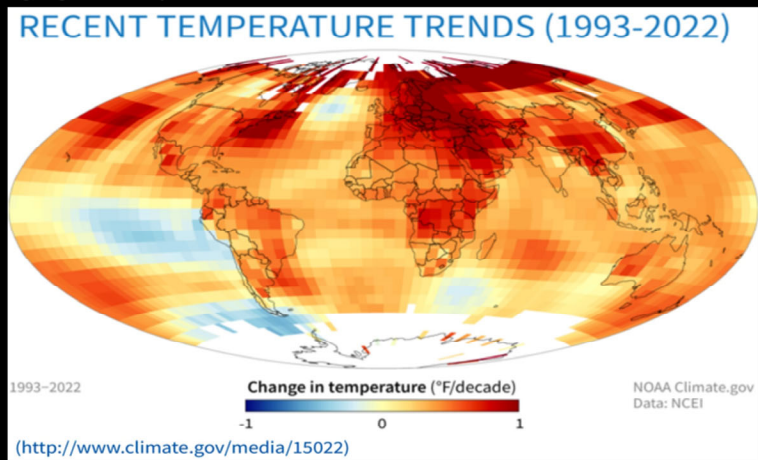 RECENT TEMPERATURE TRENDS (1993-2022)
1993-2022
Change in temperature (°F/decade)
-1 0 1
NOAA Climate.gov
Data: NCEI
(http://www.climate.gov/media/15022)